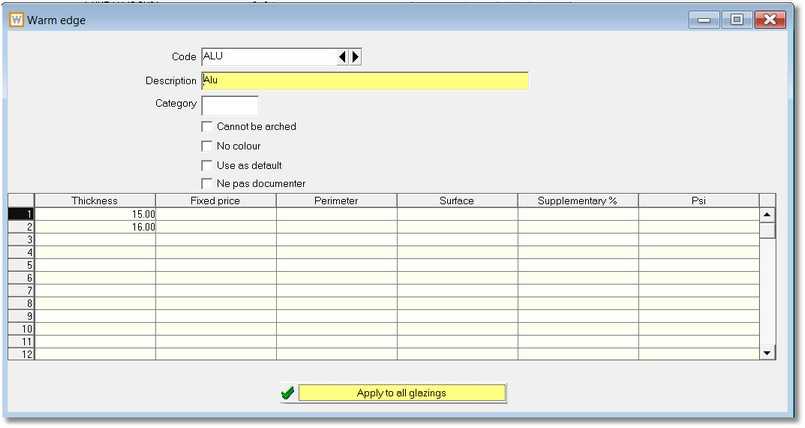 W Warm edge
Code ALU
Description Alu
Category
Cannot be arched
No colour
Use as default
Ne pas documenter
Thickness Fixed price Perimeter Surface Supplementary % Psi
1 15.00
2 16.00
3
4
5
6
7
8
9
10
11
12
Apply to all glazings